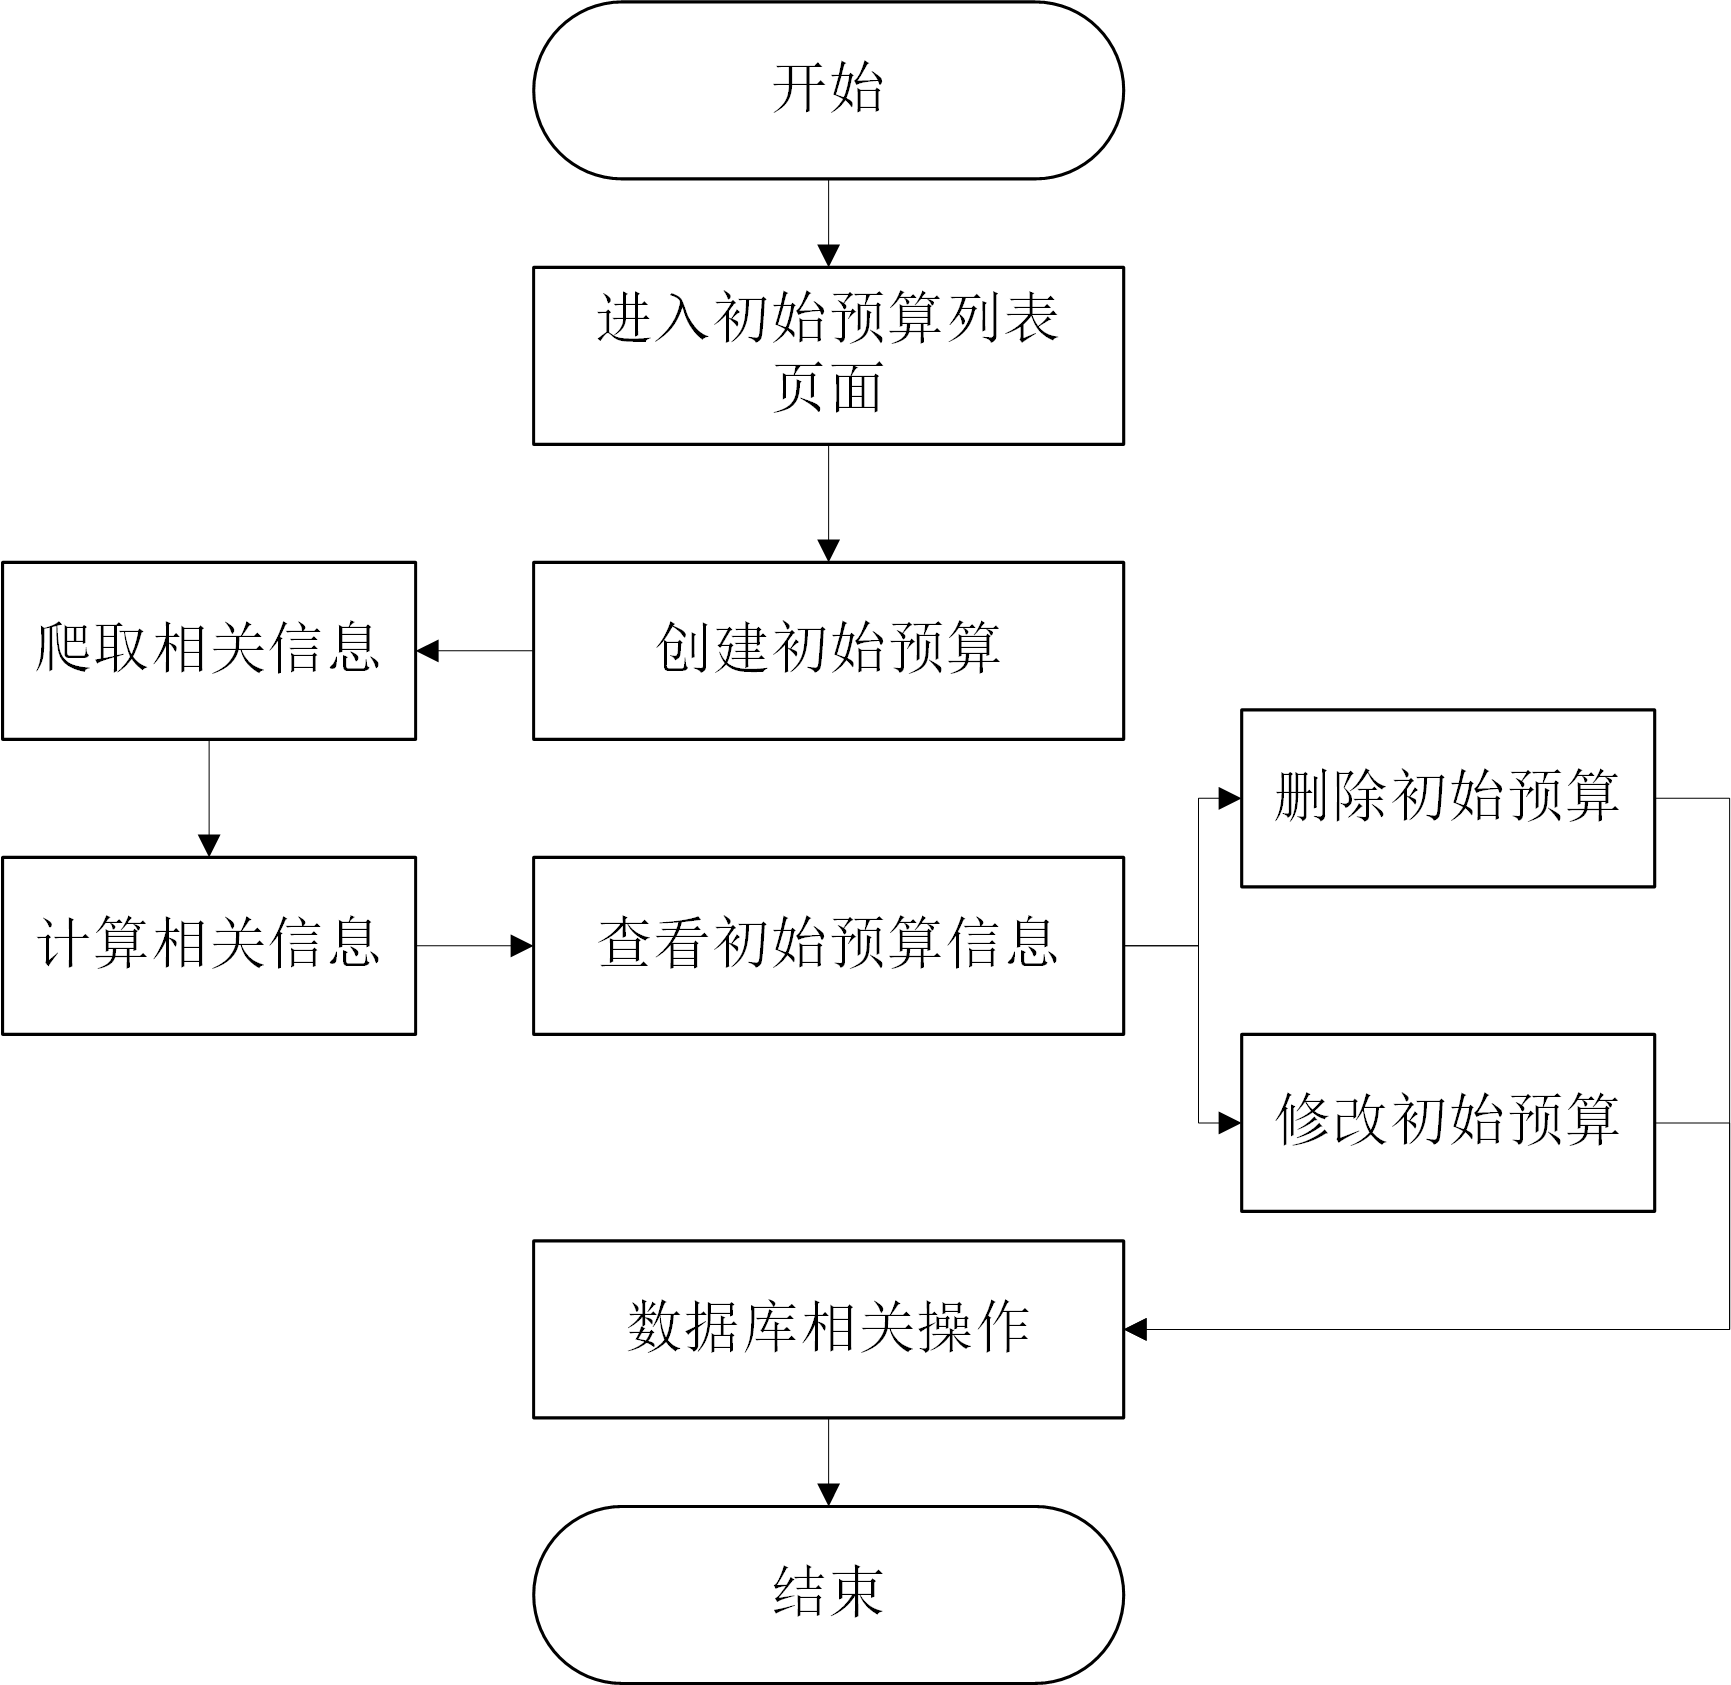 开始
进入初始预算列表
页面
创建初始预算
爬取相关信息
计算相关信息
查看初始预算信息
删除初始预算
修改初始预算
数据库相关操作
结束